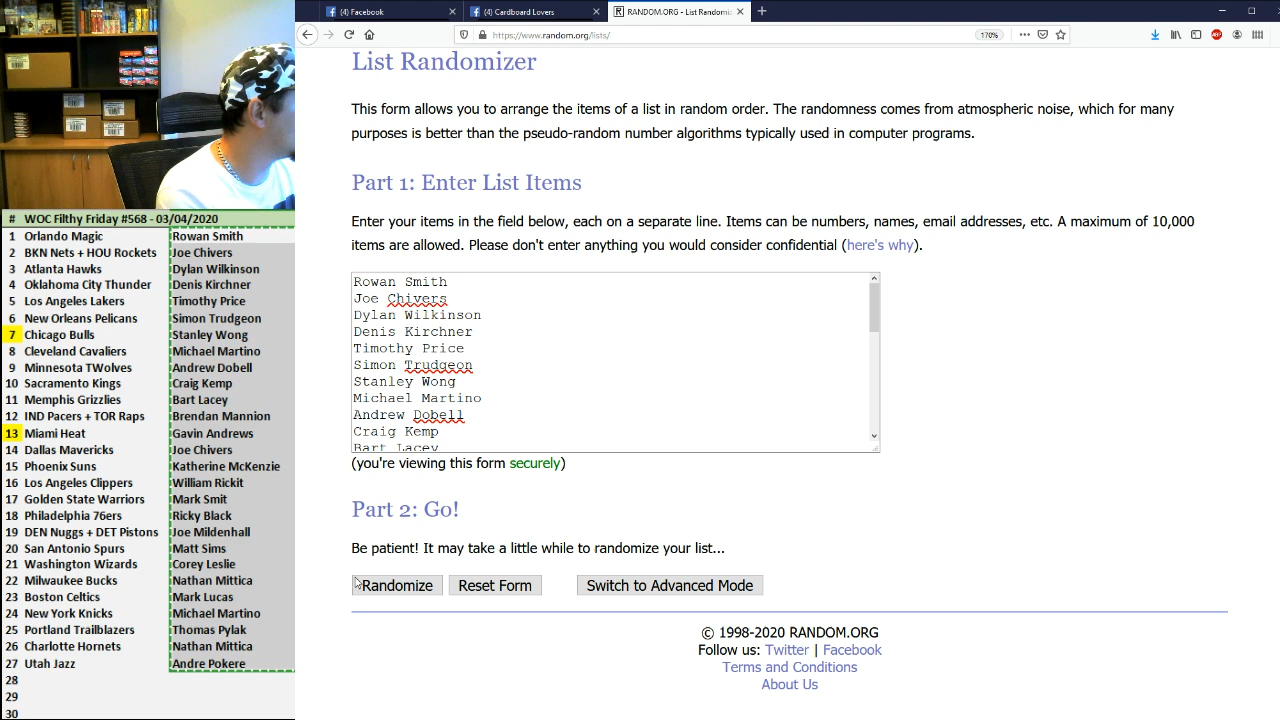 (4) Facebook
(4) Cardboard Lovers
RANDOM.ORG - List Randomiz
https://www.random.org/lists/
170%
List Randomizer
This form allows you to arrange the items of a list in random order. The randomness comes from atmospheric noise, which for many
purposes is better than the pseudo-random number algorithms typically used in computer programs.
Part 1: Enter List Items
Enter your items in the field below, each on a separate line. Items can be numbers, names, email addresses, etc. A maximum of 10,000
items are allowed. Please don't enter anything you would consider confidential (here's why).
Rowan Smith
Joe Chivers
Dylan Wilkinson
Denis Kirchner
Timothy Price
Simon Trudgeon
Stanley Wong
Michael Martino
Andrew Dobell
Craig Kemp
Bart Lacey
(you're viewing this form securely)
Part 2: Go!
Be patient! It may take a little while to randomize your list...
Randomize Reset Form Switch to Advanced Mode
© 1998-2020 RANDOM.ORG
Follow us: Twitter | Facebook
Terms and Conditions
About Us
# WOC Filthy Friday #568 - 03/04/2020
1 Orlando Magic Rowan Smith
2 BKN Nets + HOU Rockets Joe Chivers
3 Atlanta Hawks Dylan Wilkinson
4 Oklahoma City Thunder Denis Kirchner
5 Los Angeles Lakers Timothy Price
6 New Orleans Pelicans Simon Trudgeon
7 Chicago Bulls Stanley Wong
8 Cleveland Cavaliers Michael Martino
9 Minnesota TWolves Andrew Dobell
10 Sacramento Kings Craig Kemp
11 Memphis Grizzlies Bart Lacey
12 IND Pacers + TOR Raps Brendan Mannion
13 Miami Heat Gavin Andrews
14 Dallas Mavericks Joe Chivers
15 Phoenix Suns Katherine McKenzie
16 Los Angeles Clippers William Rickit
17 Golden State Warriors Mark Smit
18 Philadelphia 76ers Ricky Black
19 DEN Nuggs + DET Pistons Joe Mildenhall
20 San Antonio Spurs Matt Sims
21 Washington Wizards Corey Leslie
22 Milwaukee Bucks Nathan Mittica
23 Boston Celtics Mark Lucas
24 New York Knicks Michael Martino
25 Portland Trailblazers Thomas Pylak
26 Charlotte Hornets Nathan Mittica
27 Utah Jazz Andre Pokere
28
29
30